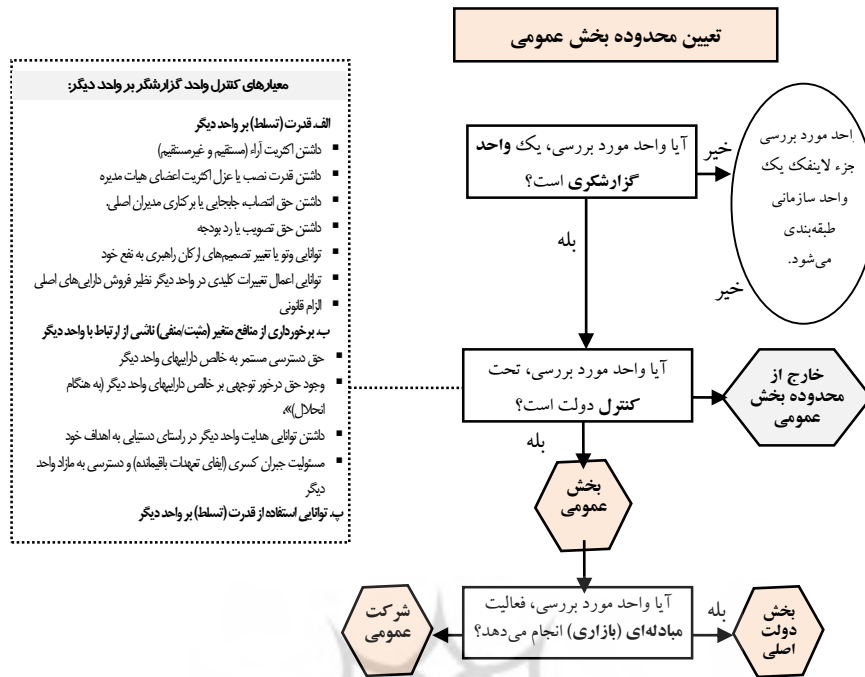 تعیین محدوده بخش عمومی
معیارهای کنترل واحد گزارشگر بر واحد دیگر:
الف. قدرت (تسلط) بر واحد دیگر
▪ داشتن اکثریت آراء (مستقیم و غیرمستقیم)
▪ داشتن قدرت نصب یا عزل اکثریت اعضای هیات مدیره
▪ داشتن حق انتصاب، جابجایی یا برکناری مدیران اصلی.
▪ داشتن حق تصویب یا رد بودجه
▪ توانایی وتو یا تغییر تصمیم‌های ارکان راهبری به نفع خود
▪ توانایی اعمال تغییرات کلیدی در واحد دیگر نظیر فروش دارایی‌های اصلی
▪ الزام قانونی
ب. برخورداری از منافع متغیر (مثبت/منفی) ناشی از ارتباط با واحد دیگر
▪ حق دسترسی مستمر به خالص داراییهای واحد دیگر
▪ وجود حق درخور توجهی بر خالص داراییهای واحد دیگر (به هنگام
انحلال)»،
▪ داشتن توانایی هدایت واحد دیگر در راستای دستیابی به اهداف خود
▪ مسئولیت جبران کسری (ایفای تعهدات باقیمانده) و دسترسی به مازاد واحد
دیگر
پ. توانایی استفاده از قدرت (تسلط) بر واحد دیگر
آیا واحد مورد بررسی، یک واحد
گزارشگری است؟
خیر
واحد مورد بررسی
جزء لاینفک یک
واحد سازمانی
طبقه‌بندی
می‌شود.
بله
خیر
آیا واحد مورد بررسی، تحت
کنترل دولت است؟
خارج از
محدوده بخش
عمومی
بله
بخش
عمومی
آیا واحد مورد بررسی، فعالیت
مبادله‌ای (بازاری) انجام می‌دهد؟
بله
بخش
دولت
اصلی
شرکت
عمومی